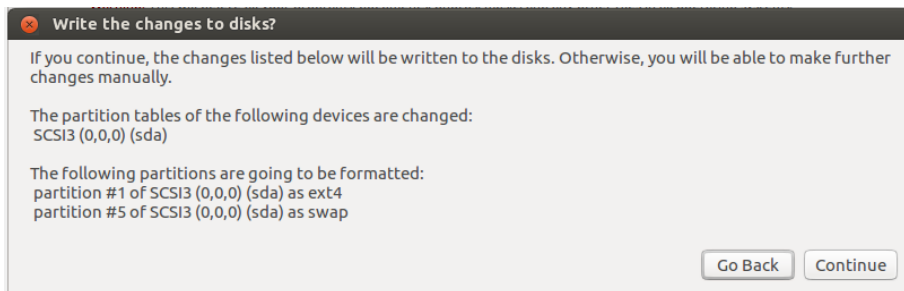 Write the changes to disks?
If you continue, the changes listed below will be written to the disks. Otherwise, you will be able to make further
changes manually.
The partition tables of the following devices are changed:
SCSI3 (0,0,0) (sda)
The following partitions are going to be formatted:
partition #1 of SCSI3 (0,0,0) (sda) as ext4
partition #5 of SCSI3 (0,0,0) (sda) as swap
Go Back
Continue